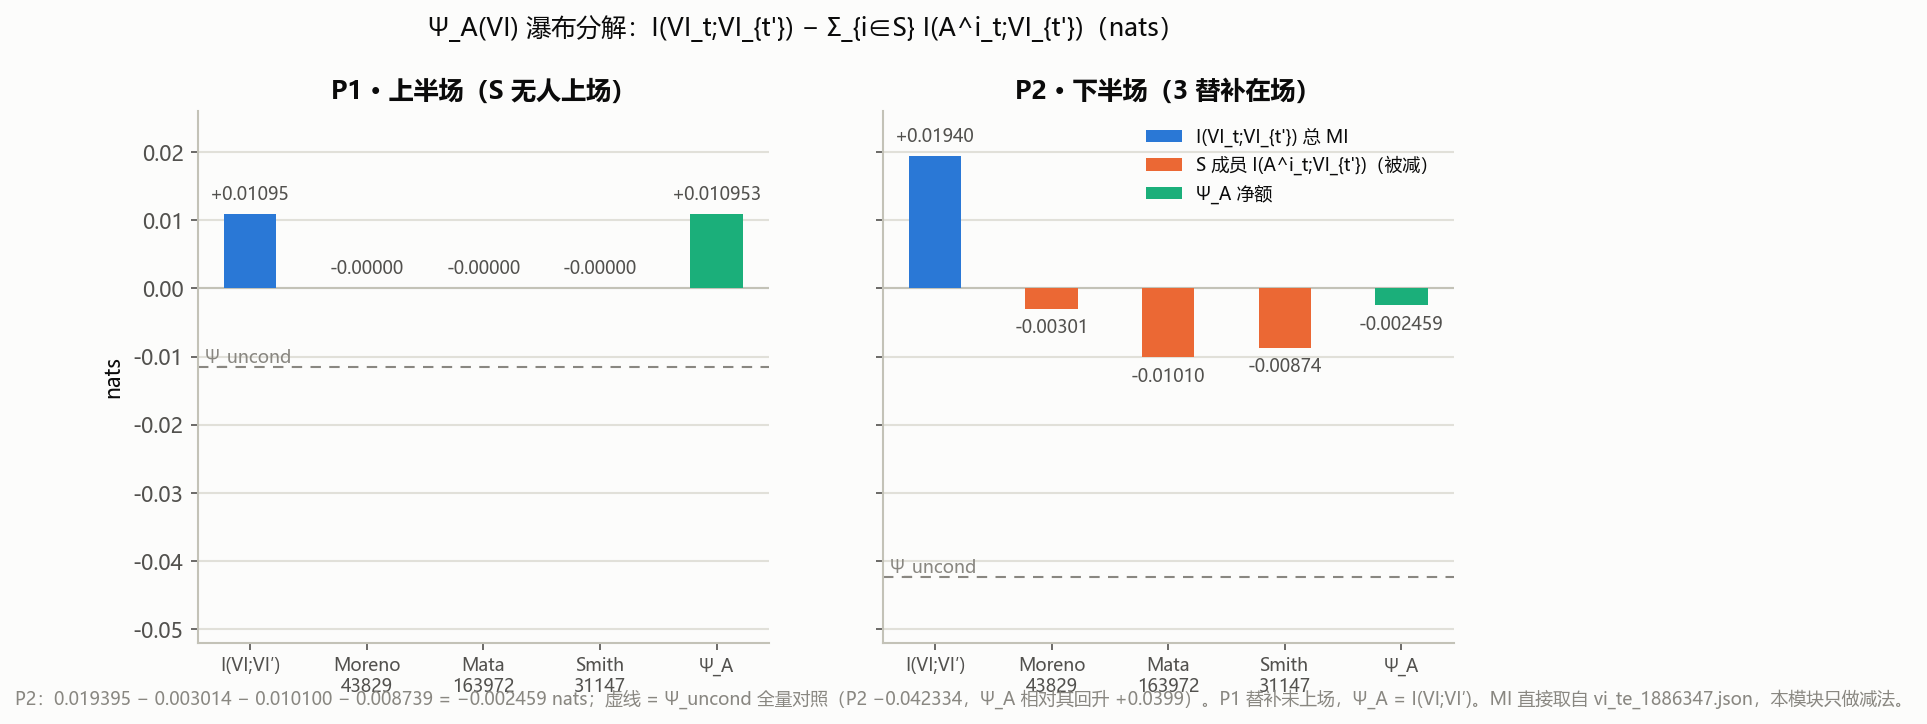 Ψ_A(VI) 瀑布分解：I(VI_t;VI_{t'}) − Σ_{i∈S} I(A^i_t;VI_{t'})（nats）
P1 • 上半场（S 无人上场）
nats
0.02
0.01
0.00
-0.01
-0.02
-0.03
-0.04
-0.05
+0.01095
-0.00000
-0.00000
-0.00000
+0.010953
Ψ uncond
I(VI;VI′)
Moreno
43829
Mata
163972
Smith
31147
Ψ_A
P2 • 下半场（3 替补在场）
I(VI_t;VI_{t'}) 总 MI
S 成员 I(A^i_t;VI_{t'})（被减）
Ψ_A 净额
+0.01940
-0.00301
-0.01010
-0.00874
-0.002459
Ψ uncond
I(VI;VI′)
Moreno
43829
Mata
163972
Smith
31147
Ψ_A
P2：0.019395 − 0.003014 − 0.010100 − 0.008739 = −0.002459 nats；虚线 = Ψ_uncond 全量对照（P2 −0.042334，Ψ_A 相对其回升 +0.0399）。P1 替补未上场，Ψ_A = I(VI;VI′)。MI 直接取自 vi_te_1886347.json，本模块只做减法。